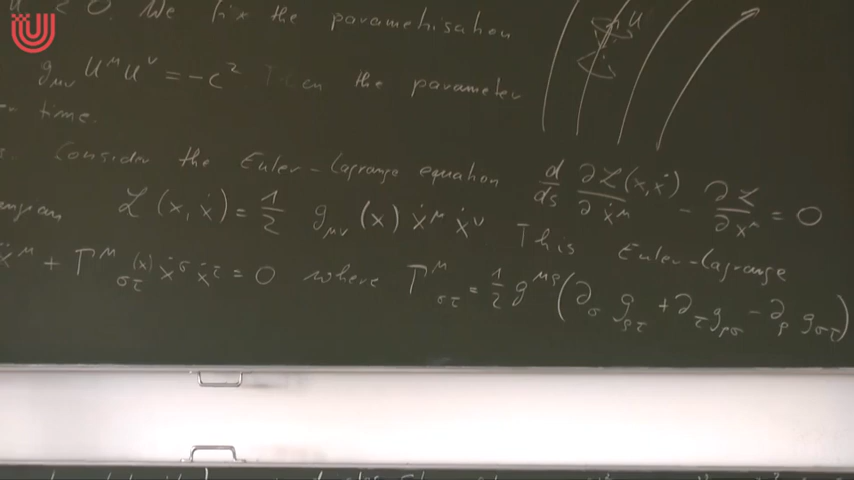 U < 0. We fix the parametrisation
g_{μν} U^μ U^ν = -c² Then the parameter
time.
U
Consider the Euler-Lagrange equation d/ds ∂ℒ(x,ẋ)/∂ẋ^μ - ∂ℒ/∂x^μ = 0
ℒ(x,ẋ) = 1/2 g_{μν}(x) ẋ^μ ẋ^ν This Euler-Lagrange
ẍ^μ + Γ^μ_{στ}(x) ẋ^σ ẋ^τ = 0 where Γ^μ_{στ} = 1/2 g^{μρ}(∂_σ g_{ρτ} + ∂_τ g_{ρσ} - ∂_ρ g_{στ})